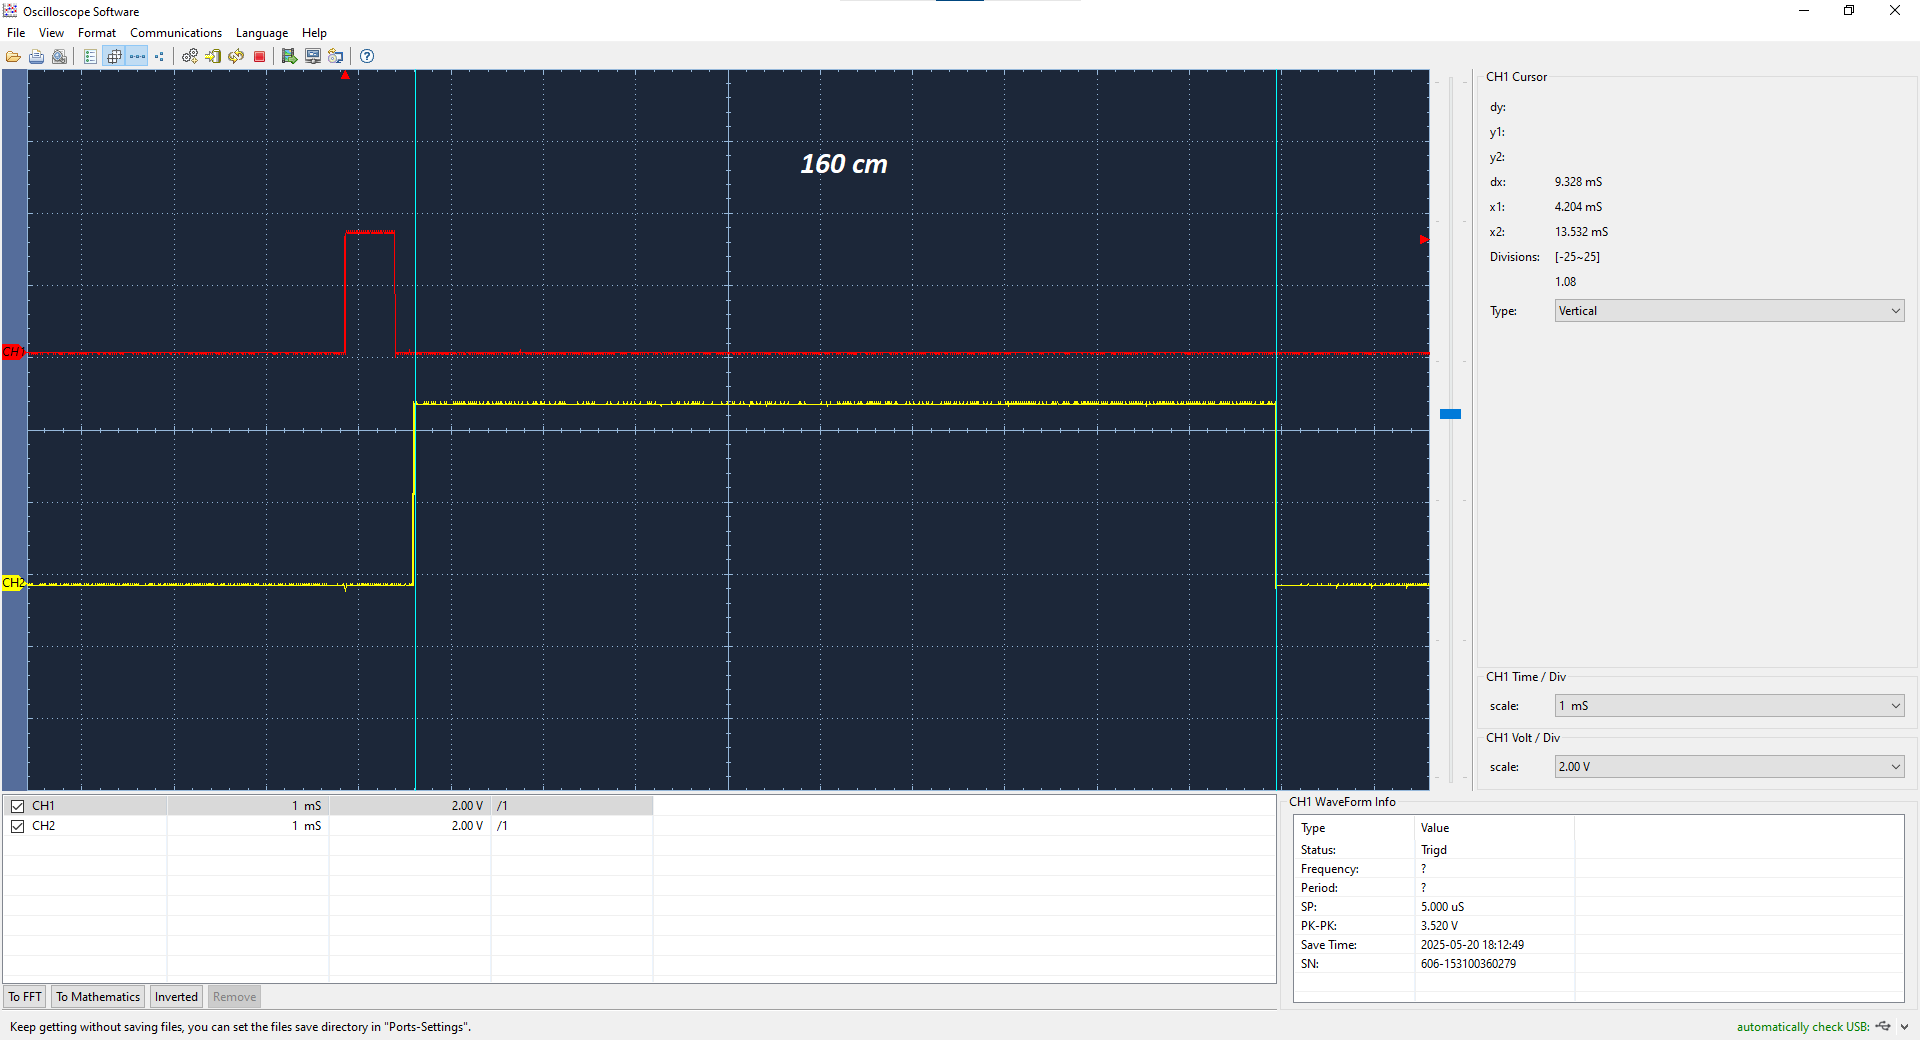 Oscilloscope Software
File View Format Communications Language Help
160 cm
CH1
CH2
CH1 Cursor
dy:
y1:
y2:
dx: 9.328 mS
x1: 4.204 mS
x2: 13.532 mS
Divisions: [-25~25]
1.08
Type: Vertical
CH1 Time / Div
scale: 1 mS
CH1 Volt / Div
scale: 2.00 V
CH1 1 mS 2.00 V /1
CH2 1 mS 2.00 V /1
CH1 WaveForm Info
Type Value
Status: Trigd
Frequency: ?
Period: ?
SP: 5.000 uS
PK-PK: 3.520 V
Save Time: 2025-05-20 18:12:49
SN: 606-153100360279
To FFT To Mathematics Inverted Remove
Keep getting without saving files, you can set the files save directory in "Ports-Settings".
automatically check USB: